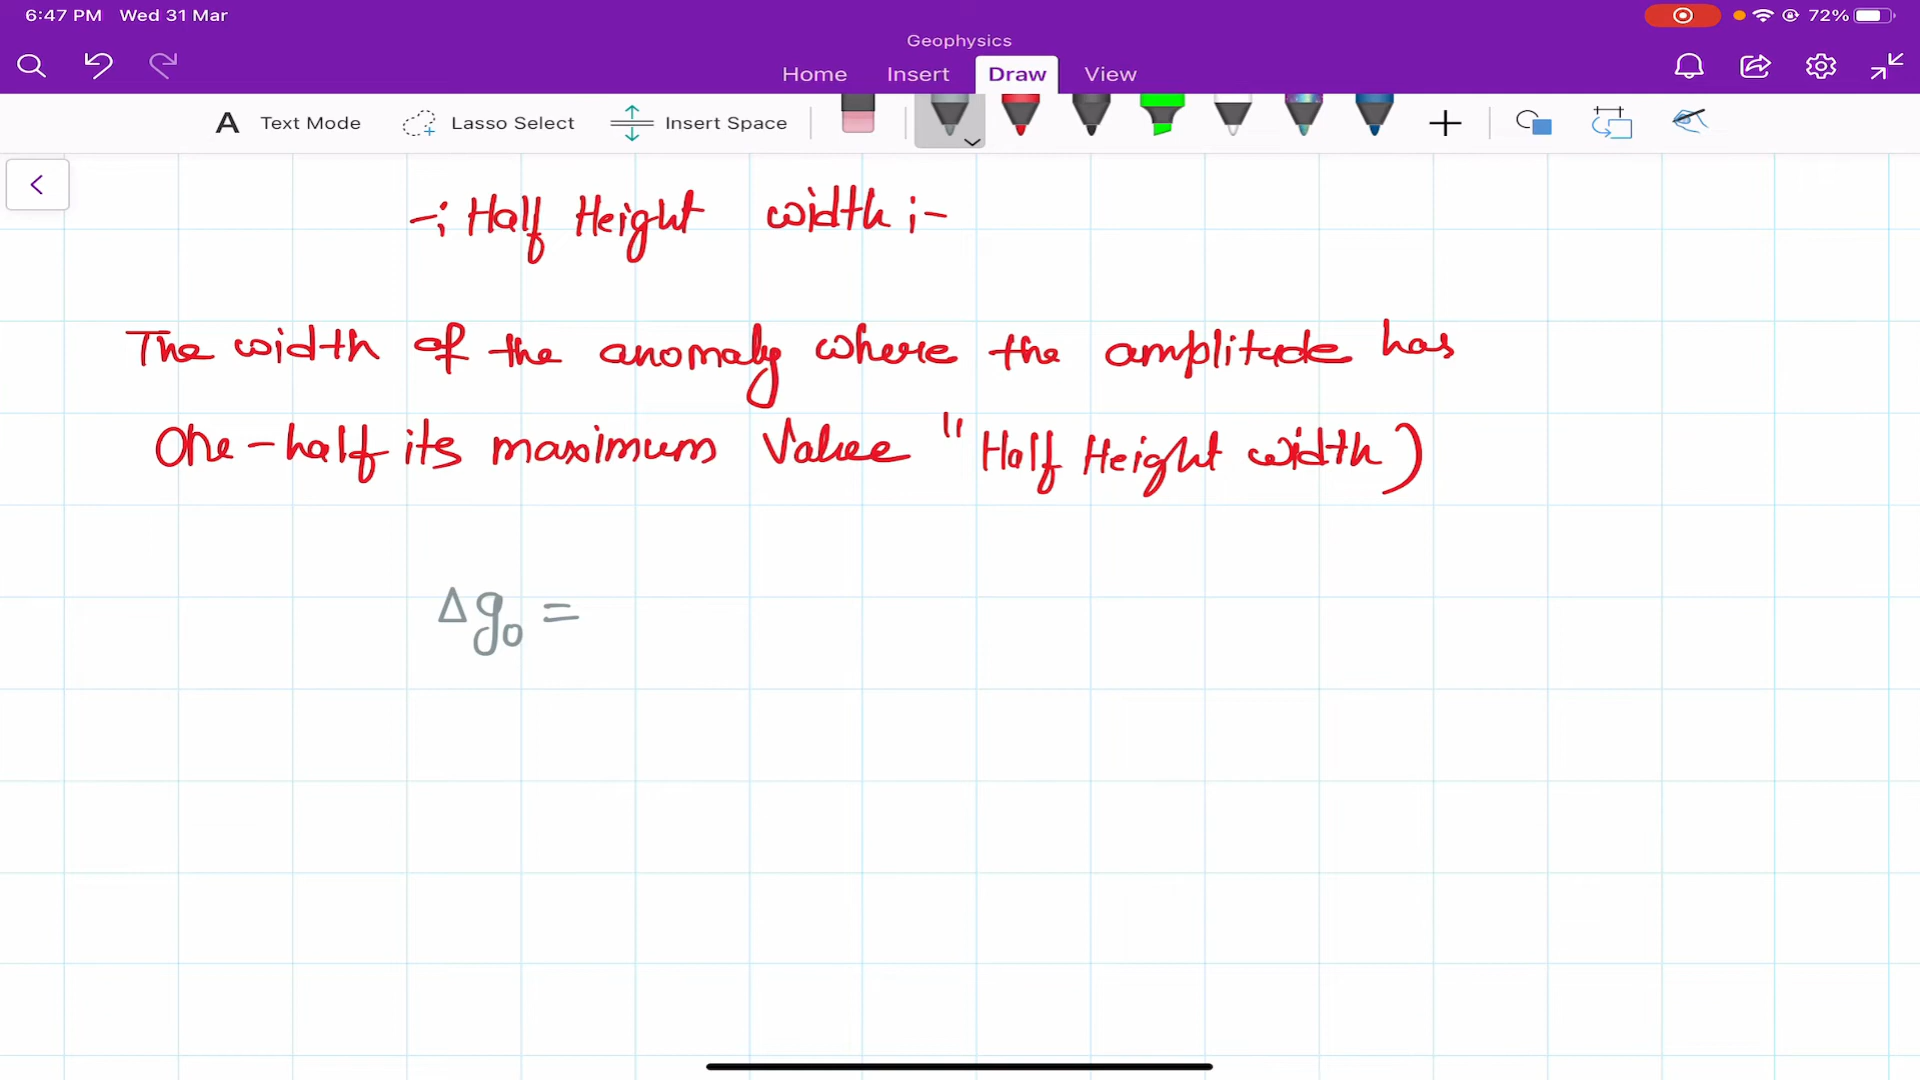 6:47 PM Wed 31 Mar
72%
Geophysics
Home Insert Draw View
A Text Mode Lasso Select Insert Space
-: Half Height width :-
The width of the anomaly where the amplitude has
One-half its maximum Value "Half Height width)
Δg₀ =